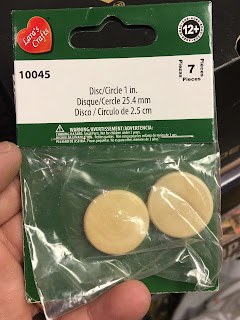 Lara's
Crafts
12+
10045
Piezas
7
Pièces
Pieces
Disc/Circle 1 in.
Disque/Cercle 25.4 mm
Disco / Círculo de 2.5 cm
WARNING/AVERTISSEMENT/ADVERTENCIA: